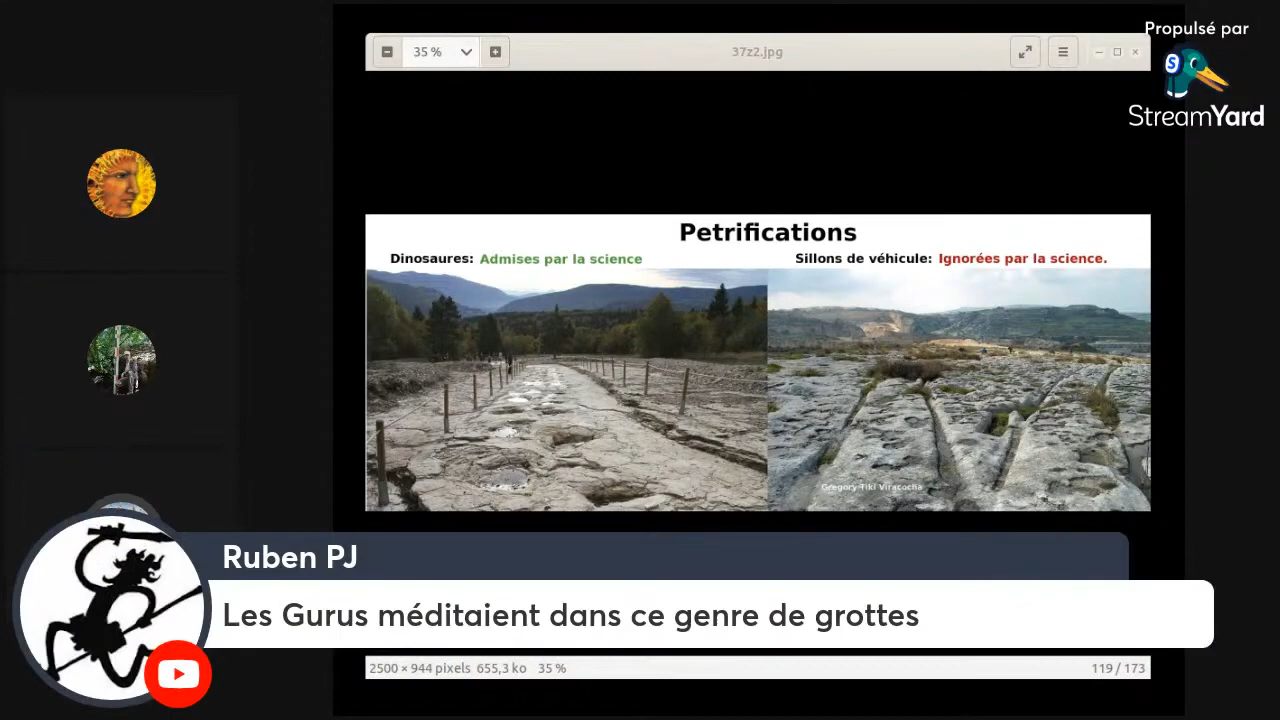 Propulsé par
StreamYard
35 %
37z2.jpg
Petrifications
Dinosaures: Admises par la science
Sillons de véhicule: Ignorées par la science.
Gregory Tiki Viracocha
Ruben PJ
Les Gurus méditaient dans ce genre de grottes
2500 × 944 pixels 655,3 ko 35 %
119 / 173